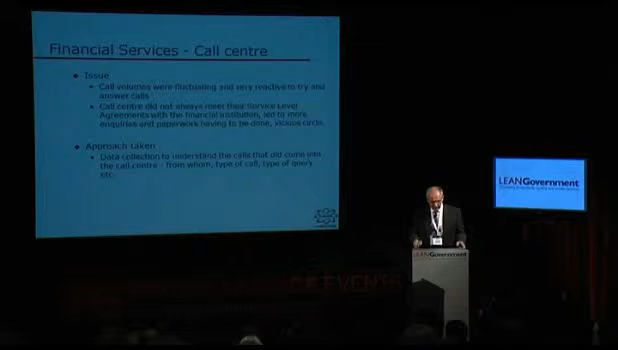 Financial Services - Call centre
Issue
Call volumes were fluctuating and very reactive to try and
answer calls
Call centre did not always meet their Service Level
Agreements with the financial institution, led to more
enquiries and paperwork having to be done, vicious circle.
Approach taken
Data collection to understand the calls that did come into
the call centre - from whom, type of call, type of query
etc.
LEANGovernment
LEANGovernment
EVENTS